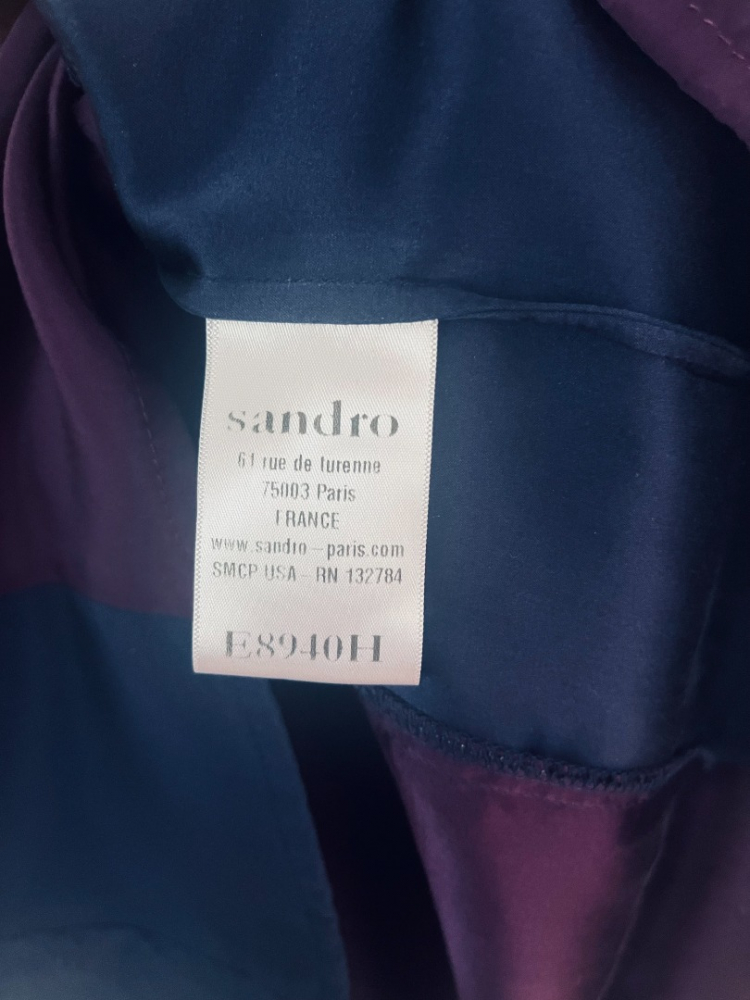 sandro
61 rue de turenne
75003 Paris
FRANCE
www.sandro-paris.com
SMCP USA - RN 132784
E8940H